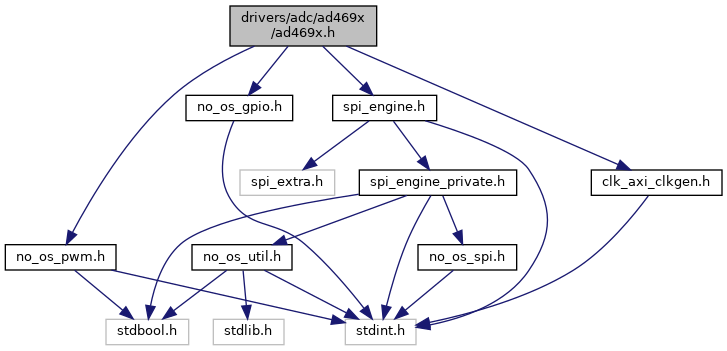 drivers/adc/ad469x
/ad469x.h
no_os_gpio.h
spi_engine.h
spi_extra.h
spi_engine_private.h
clk_axi_clkgen.h
no_os_pwm.h
no_os_util.h
no_os_spi.h
stdbool.h
stdlib.h
stdint.h